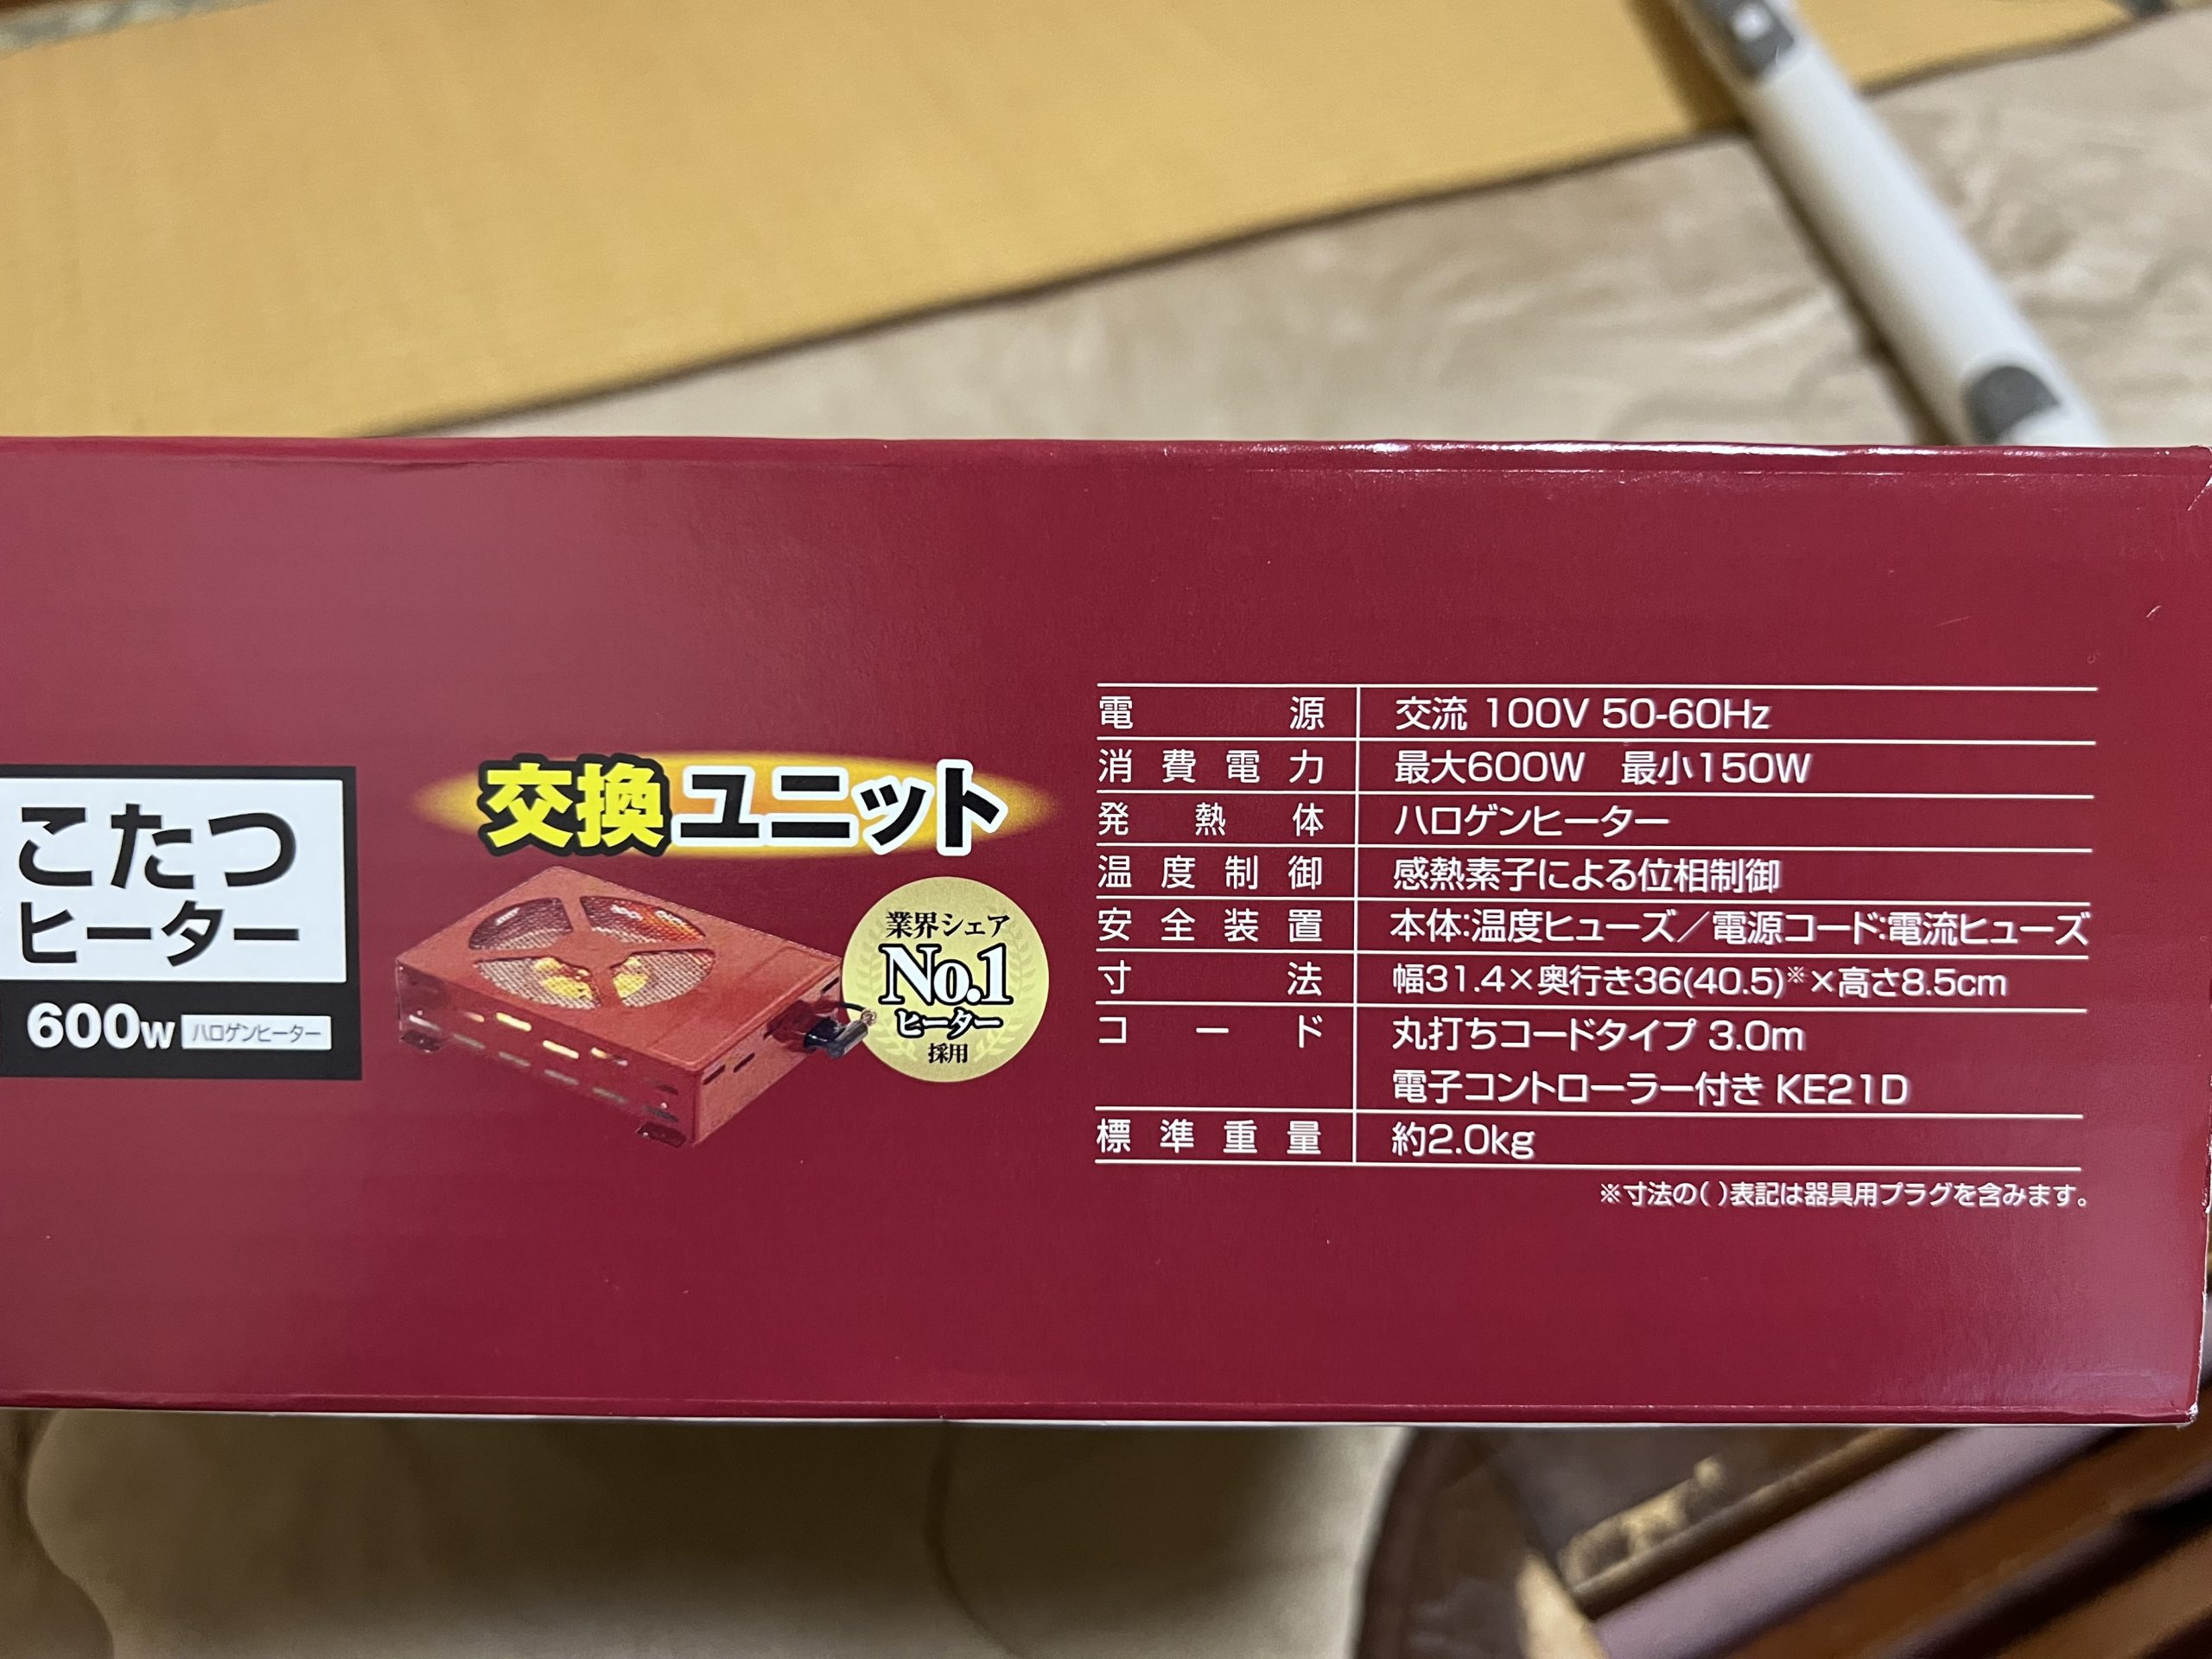 こたつ
ヒーター
600W ハロゲンヒーター
交換ユニット
業界シェア
No.1
ヒーター
採用
電源 交流 100V 50-60Hz
消費電力 最大600W 最小150W
発熱体 ハロゲンヒーター
温度制御 感熱素子による位相制御
安全装置 本体:温度ヒューズ／電源コード:電流ヒューズ
寸法 幅31.4×奥行き36(40.5)※×高さ8.5cm
コード 丸打ちコードタイプ 3.0m
電子コントローラー付き KE21D
標準重量 約2.0kg
※寸法の( )表記は器具用プラグを含みます。